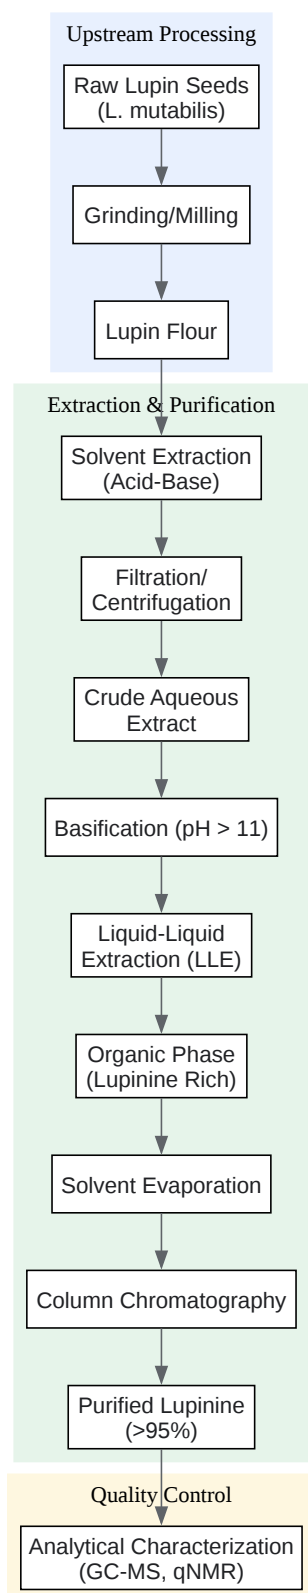 Upstream Processing
Raw Lupin Seeds
(L. mutabilis)
Grinding/Milling
Lupin Flour
Extraction & Purification
Solvent Extraction
(Acid-Base)
Filtration/
Centrifugation
Crude Aqueous
Extract
Basification (pH > 11)
Liquid-Liquid
Extraction (LLE)
Organic Phase
(Lupinine Rich)
Solvent Evaporation
Column Chromatography
Purified Lupinine
(>95%)
Quality Control
Analytical Characterization
(GC-MS, qNMR)